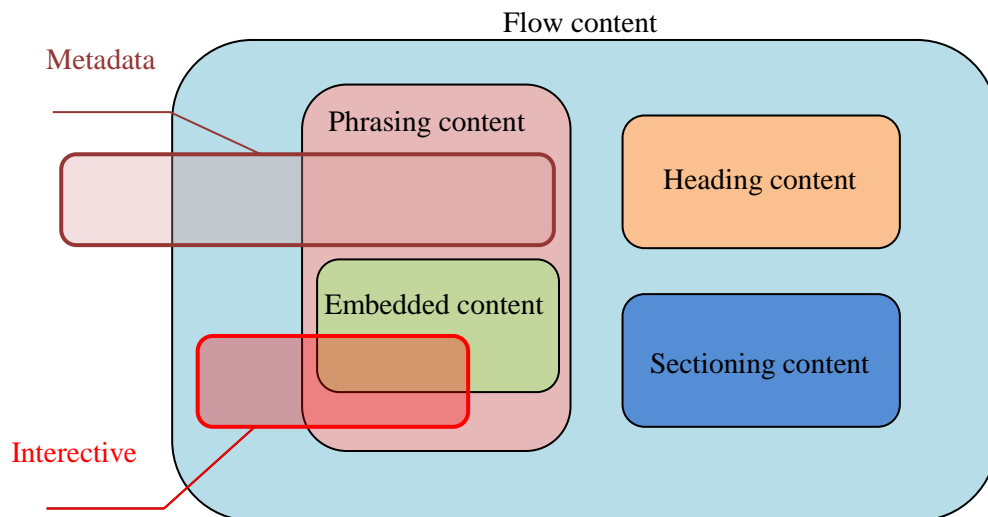 Flow content
Metadata
Phrasing content
Heading content
Embedded content
Sectioning content
Interective